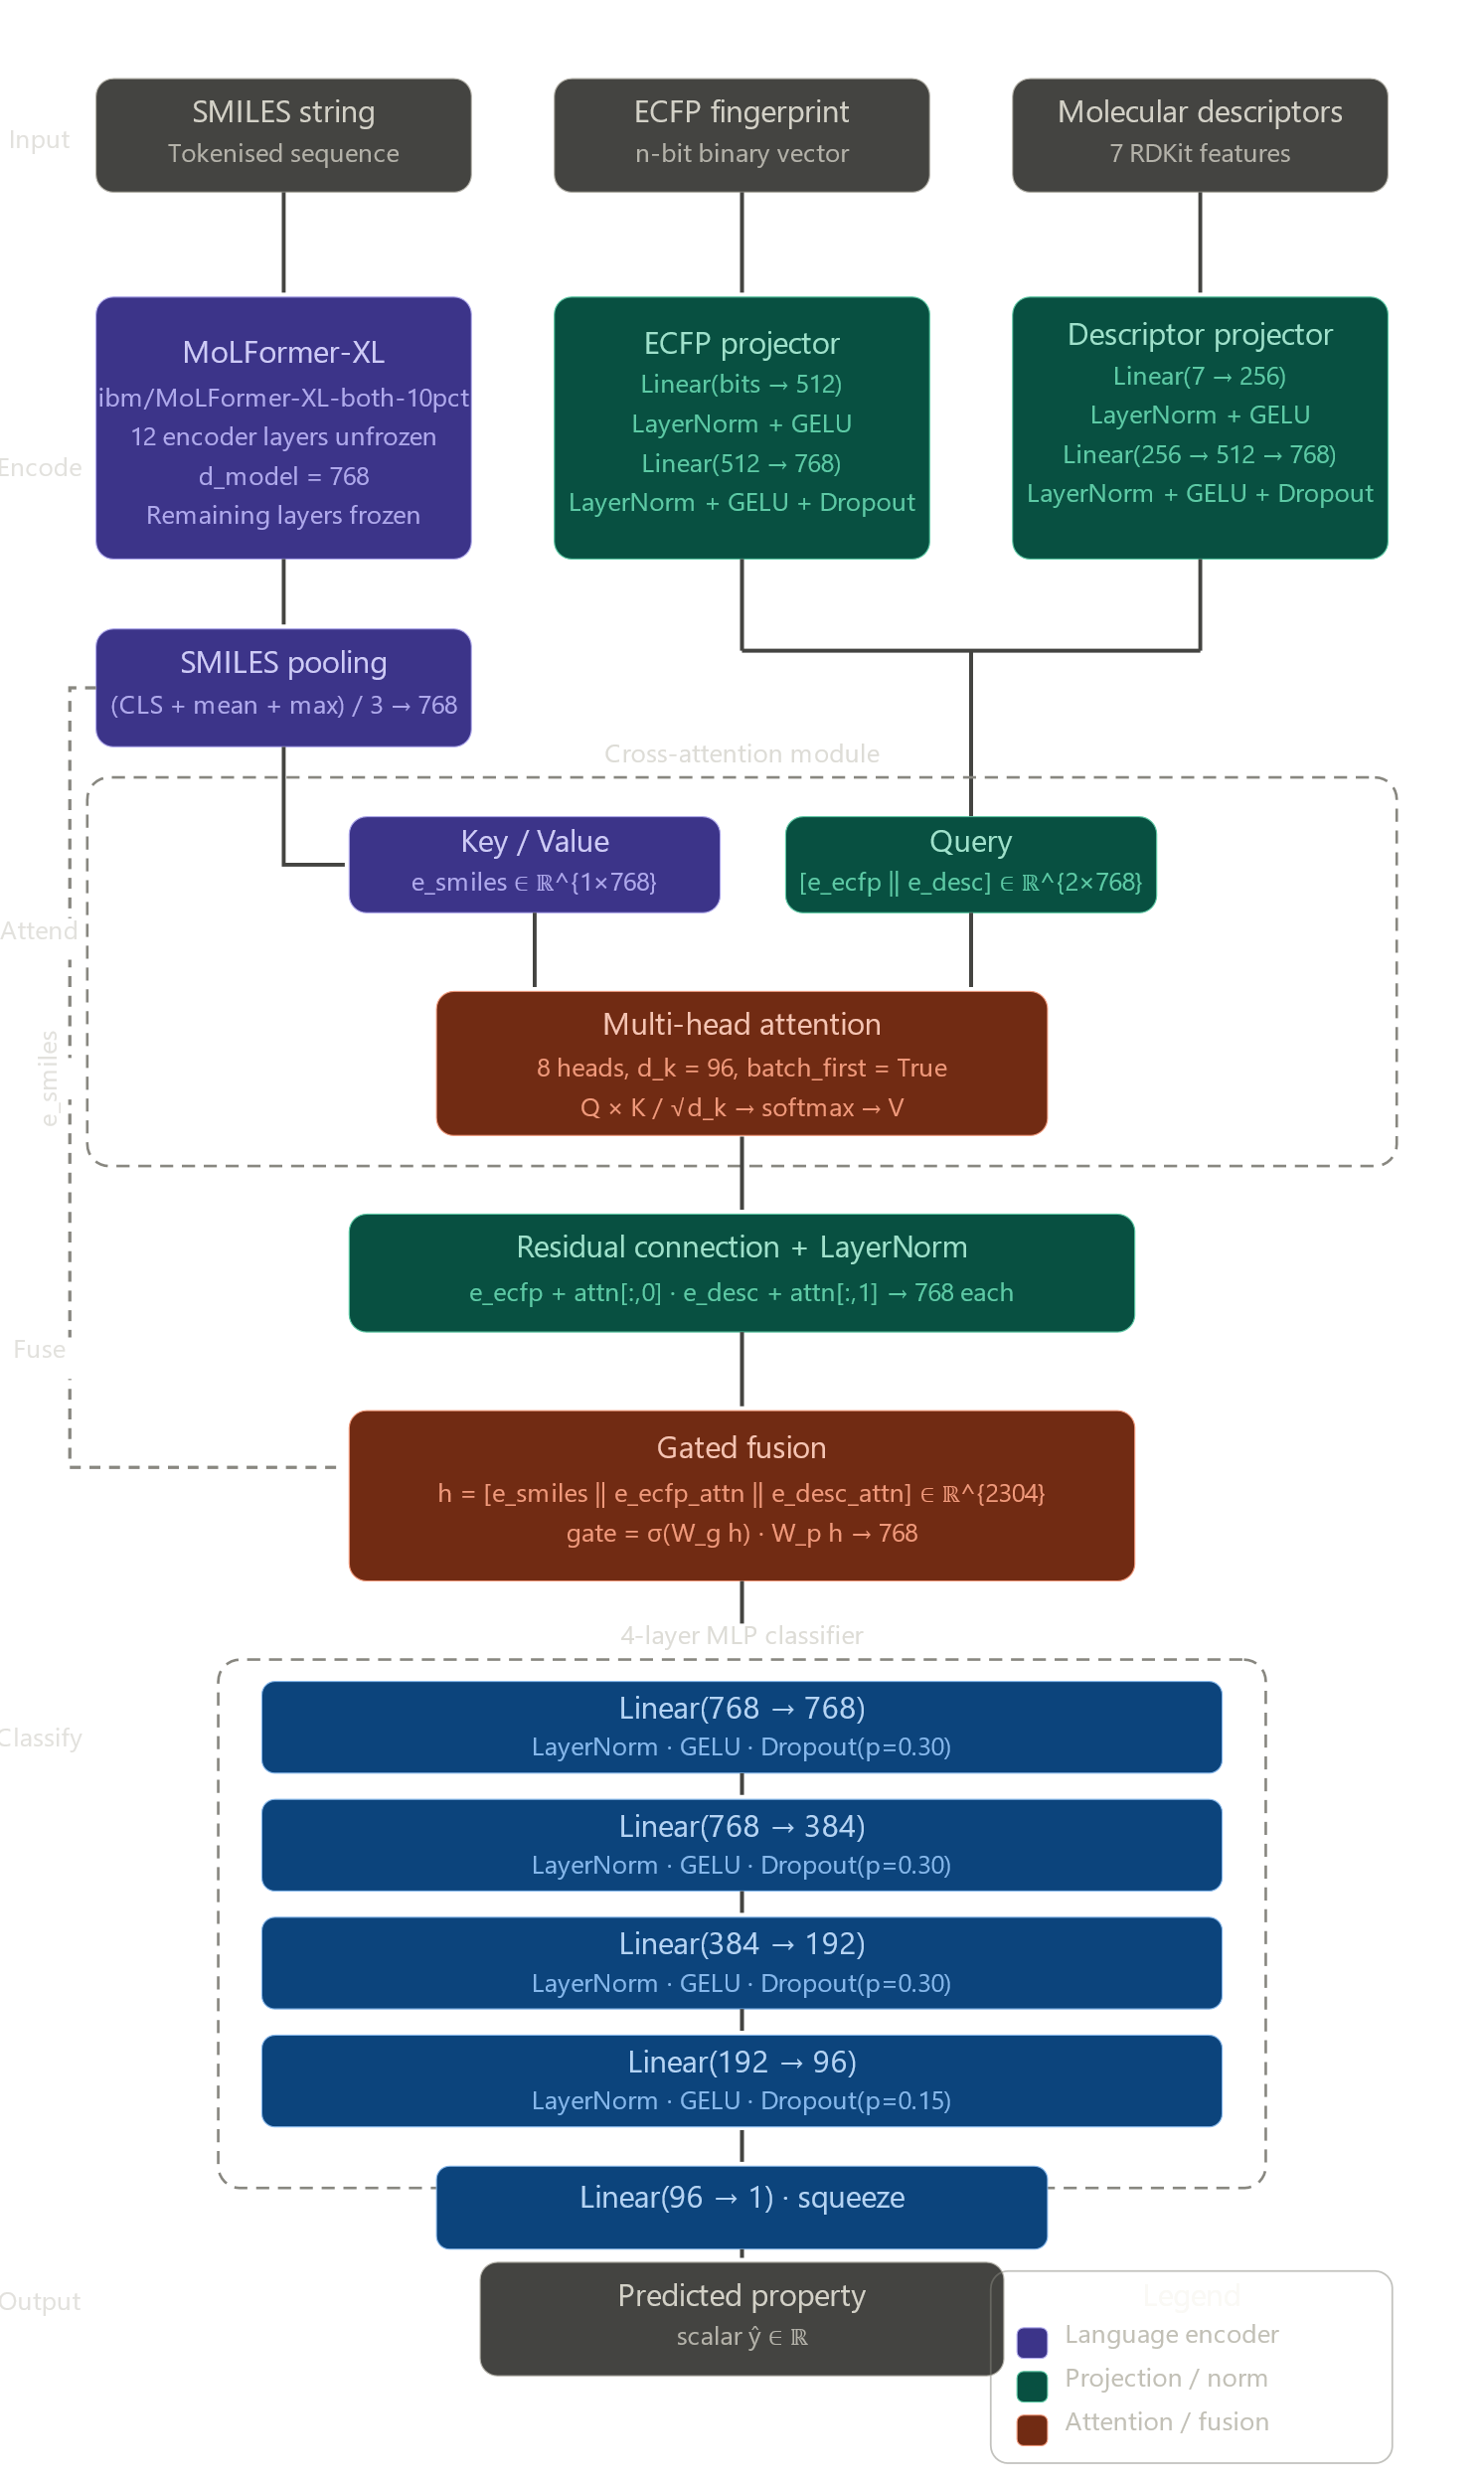 SMILES string
Tokenised sequence
ECFP fingerprint
n-bit binary vector
Molecular descriptors
7 RDKit features
Input
MoLFormer-XL
ibm/MoLFormer-XL-both-10pct
12 encoder layers unfrozen
d_model = 768
Remaining layers frozen
ECFP projector
Linear(bits → 512)
LayerNorm + GELU
Linear(512 → 768)
LayerNorm + GELU + Dropout
Descriptor projector
Linear(7 → 256)
LayerNorm + GELU
Linear(256 → 512 → 768)
LayerNorm + GELU + Dropout
Encode
SMILES pooling
(CLS + mean + max) / 3 → 768
Cross-attention module
Key / Value
e_smiles ∈ ℝ^{1×768}
Query
[e_ecfp || e_desc] ∈ ℝ^{2×768}
Attend
Multi-head attention
8 heads, d_k = 96, batch_first = True
Q × K / √d_k → softmax → V
e_smiles
Residual connection + LayerNorm
e_ecfp + attn[:,0] · e_desc + attn[:,1] → 768 each
Fuse
Gated fusion
h = [e_smiles || e_ecfp_attn || e_desc_attn] ∈ ℝ^{2304}
gate = σ(W_g h) · W_p h → 768
4-layer MLP classifier
Linear(768 → 768)
LayerNorm · GELU · Dropout(p=0.30)
Classify
Linear(768 → 384)
LayerNorm · GELU · Dropout(p=0.30)
Linear(384 → 192)
LayerNorm · GELU · Dropout(p=0.30)
Linear(192 → 96)
LayerNorm · GELU · Dropout(p=0.15)
Linear(96 → 1) · squeeze
Output
Predicted property
scalar ŷ ∈ ℝ
Legend
Language encoder
Projection / norm
Attention / fusion